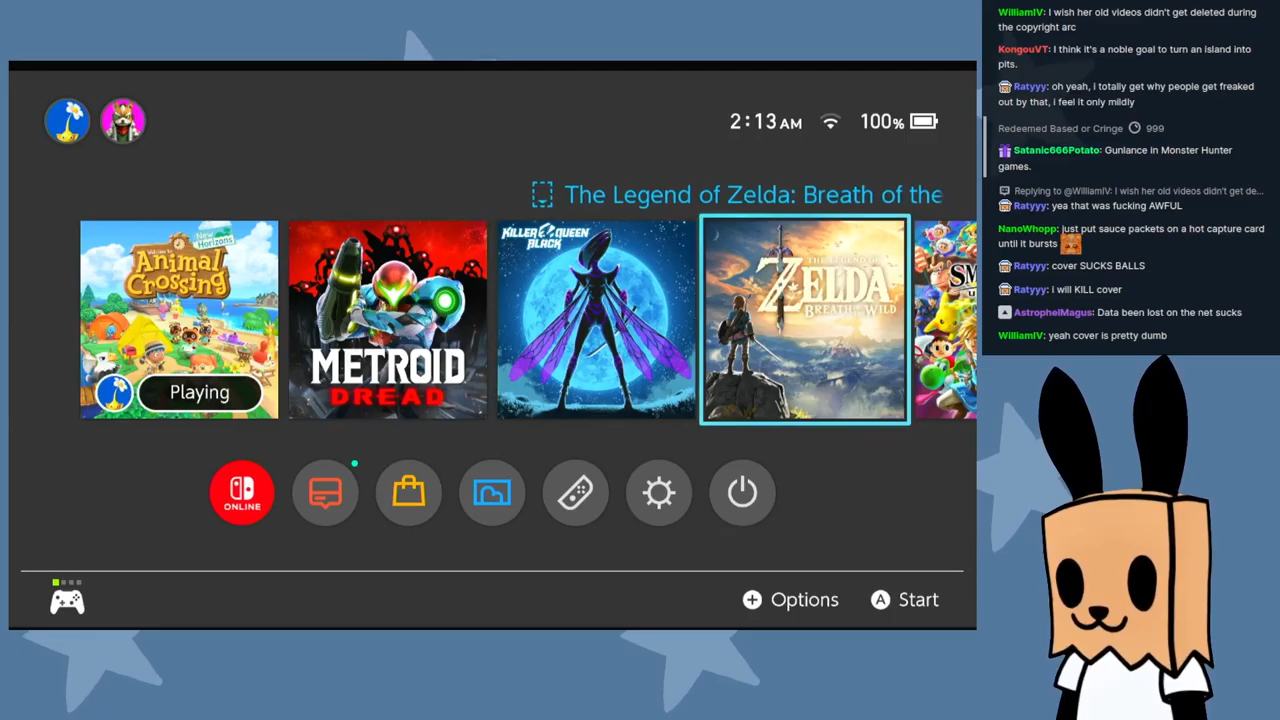 2:13 AM
100%
The Legend of Zelda: Breath of the
Welcome to
Animal
Crossing
New
Horizons
Playing
METROID
DREAD
KILLER QUEEN
BLACK
THE LEGEND OF
ZELDA
BREATH OF THE WILD
SM
ONLINE
Options
A Start
WilliamIV: I wish her old videos didn't get deleted during
the copyright arc
KongouVT: I think it's a noble goal to turn an island into
pits.
Ratyyy: oh yeah, i totally get why people get freaked
out by that, i feel it only mildly
Redeemed Based or Cringe 999
Satanic666Potato: Gunlance in Monster Hunter
games.
Replying to @WilliamIV: I wish her old videos didn't get de...
Ratyyy: yea that was fucking AWFUL
NanoWhopp: just put sauce packets on a hot capture card
until it bursts
Ratyyy: cover SUCKS BALLS
Ratyyy: i will KILL cover
AstrophelMagus: Data been lost on the net sucks
WilliamIV: yeah cover is pretty dumb